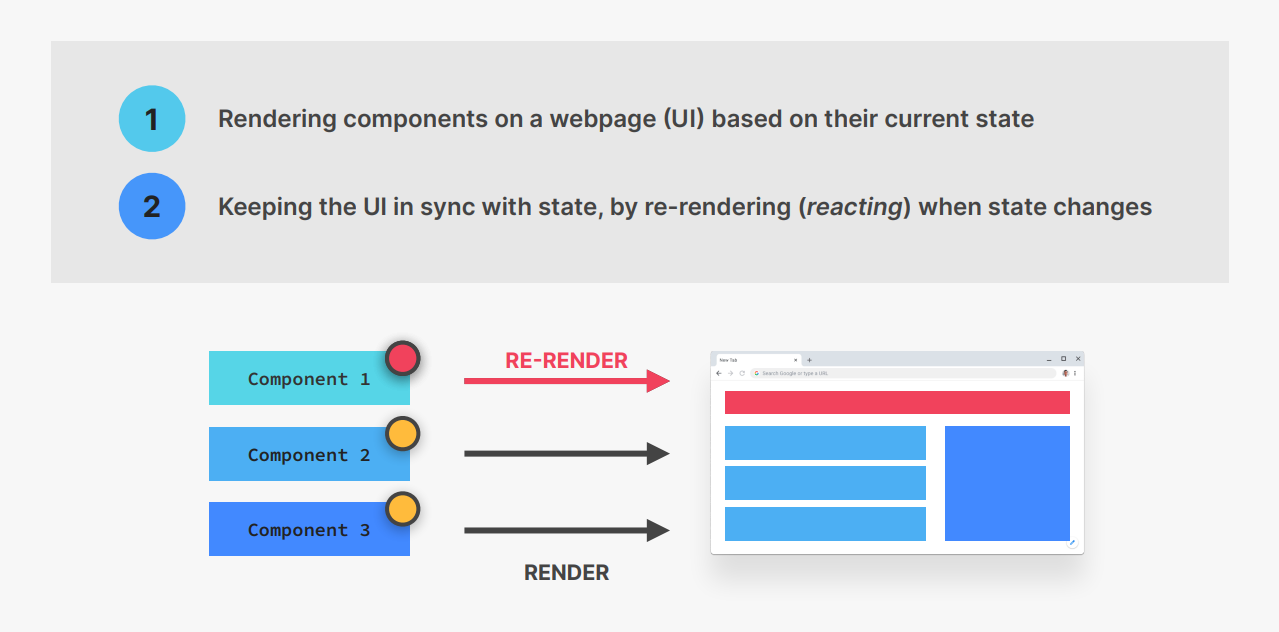 1 Rendering components on a webpage (UI) based on their current state
2 Keeping the UI in sync with state, by re-rendering (reacting) when state changes
RE-RENDER
Component 1
Component 2
Component 3
RENDER
New Tab
Search Google or type a URL